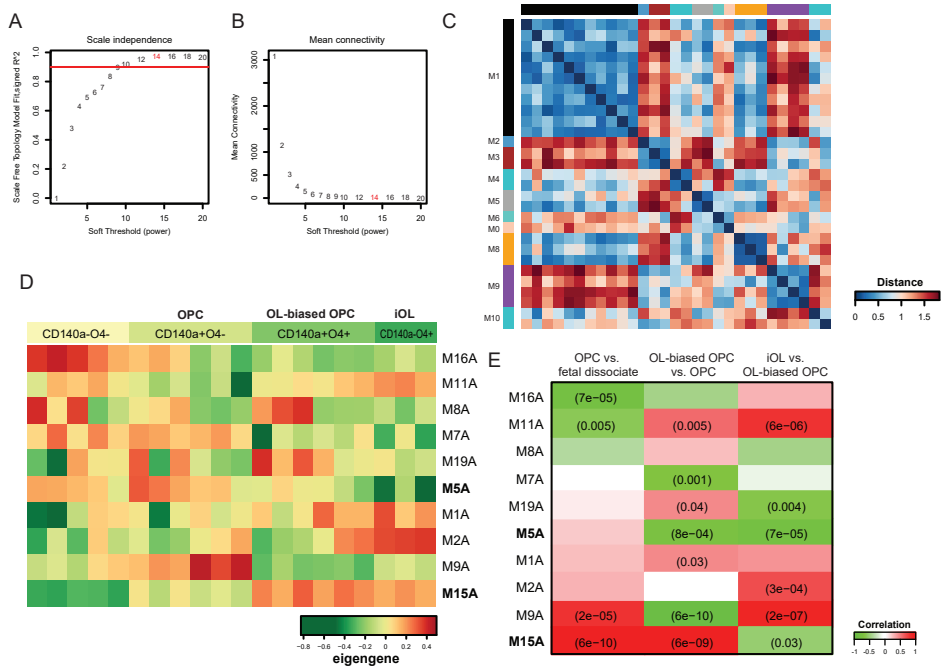 A
Scale independence
Scale Free Topology Model Fit,signed R^2
1.0
0.8
0.6
0.4
0.2
0.0
1
2
3
4
5
6
7
8
9
10
12
14
16
18
20
5
10
15
20
Soft Threshold (power)
B
Mean connectivity
Mean Connectivity
3000
2000
1000
500
0
1
2
3
4
5
6
7
8
9
10
12
14
16
18
20
5
10
15
20
Soft Threshold (power)
C
M1
M2
M3
M4
M5
M6
M0
M8
M9
M10
Distance
0
0.5
1
1.5
D
OPC
OL-biased OPC
iOL
CD140a-O4-
CD140a+O4-
CD140a+O4+
CD140a-O4+
M16A
M11A
M8A
M7A
M19A
M5A
M1A
M2A
M9A
M15A
−0.8
−0.6
−0.4
−0.2
0
0.2
0.4
eigengene
E
OPC vs.
fetal dissociate
OL-biased OPC
vs. OPC
iOL vs.
OL-biased OPC
M16A
(7e−05)
M11A
(0.005)
(0.005)
(6e−06)
M8A
M7A
(0.001)
M19A
(0.04)
(0.004)
M5A
(8e−04)
(7e−05)
M1A
(0.03)
M2A
(3e−04)
M9A
(2e−05)
(6e−10)
(2e−07)
M15A
(6e−10)
(6e−09)
(0.03)
Correlation
-1
-0.5
0
0.5
1